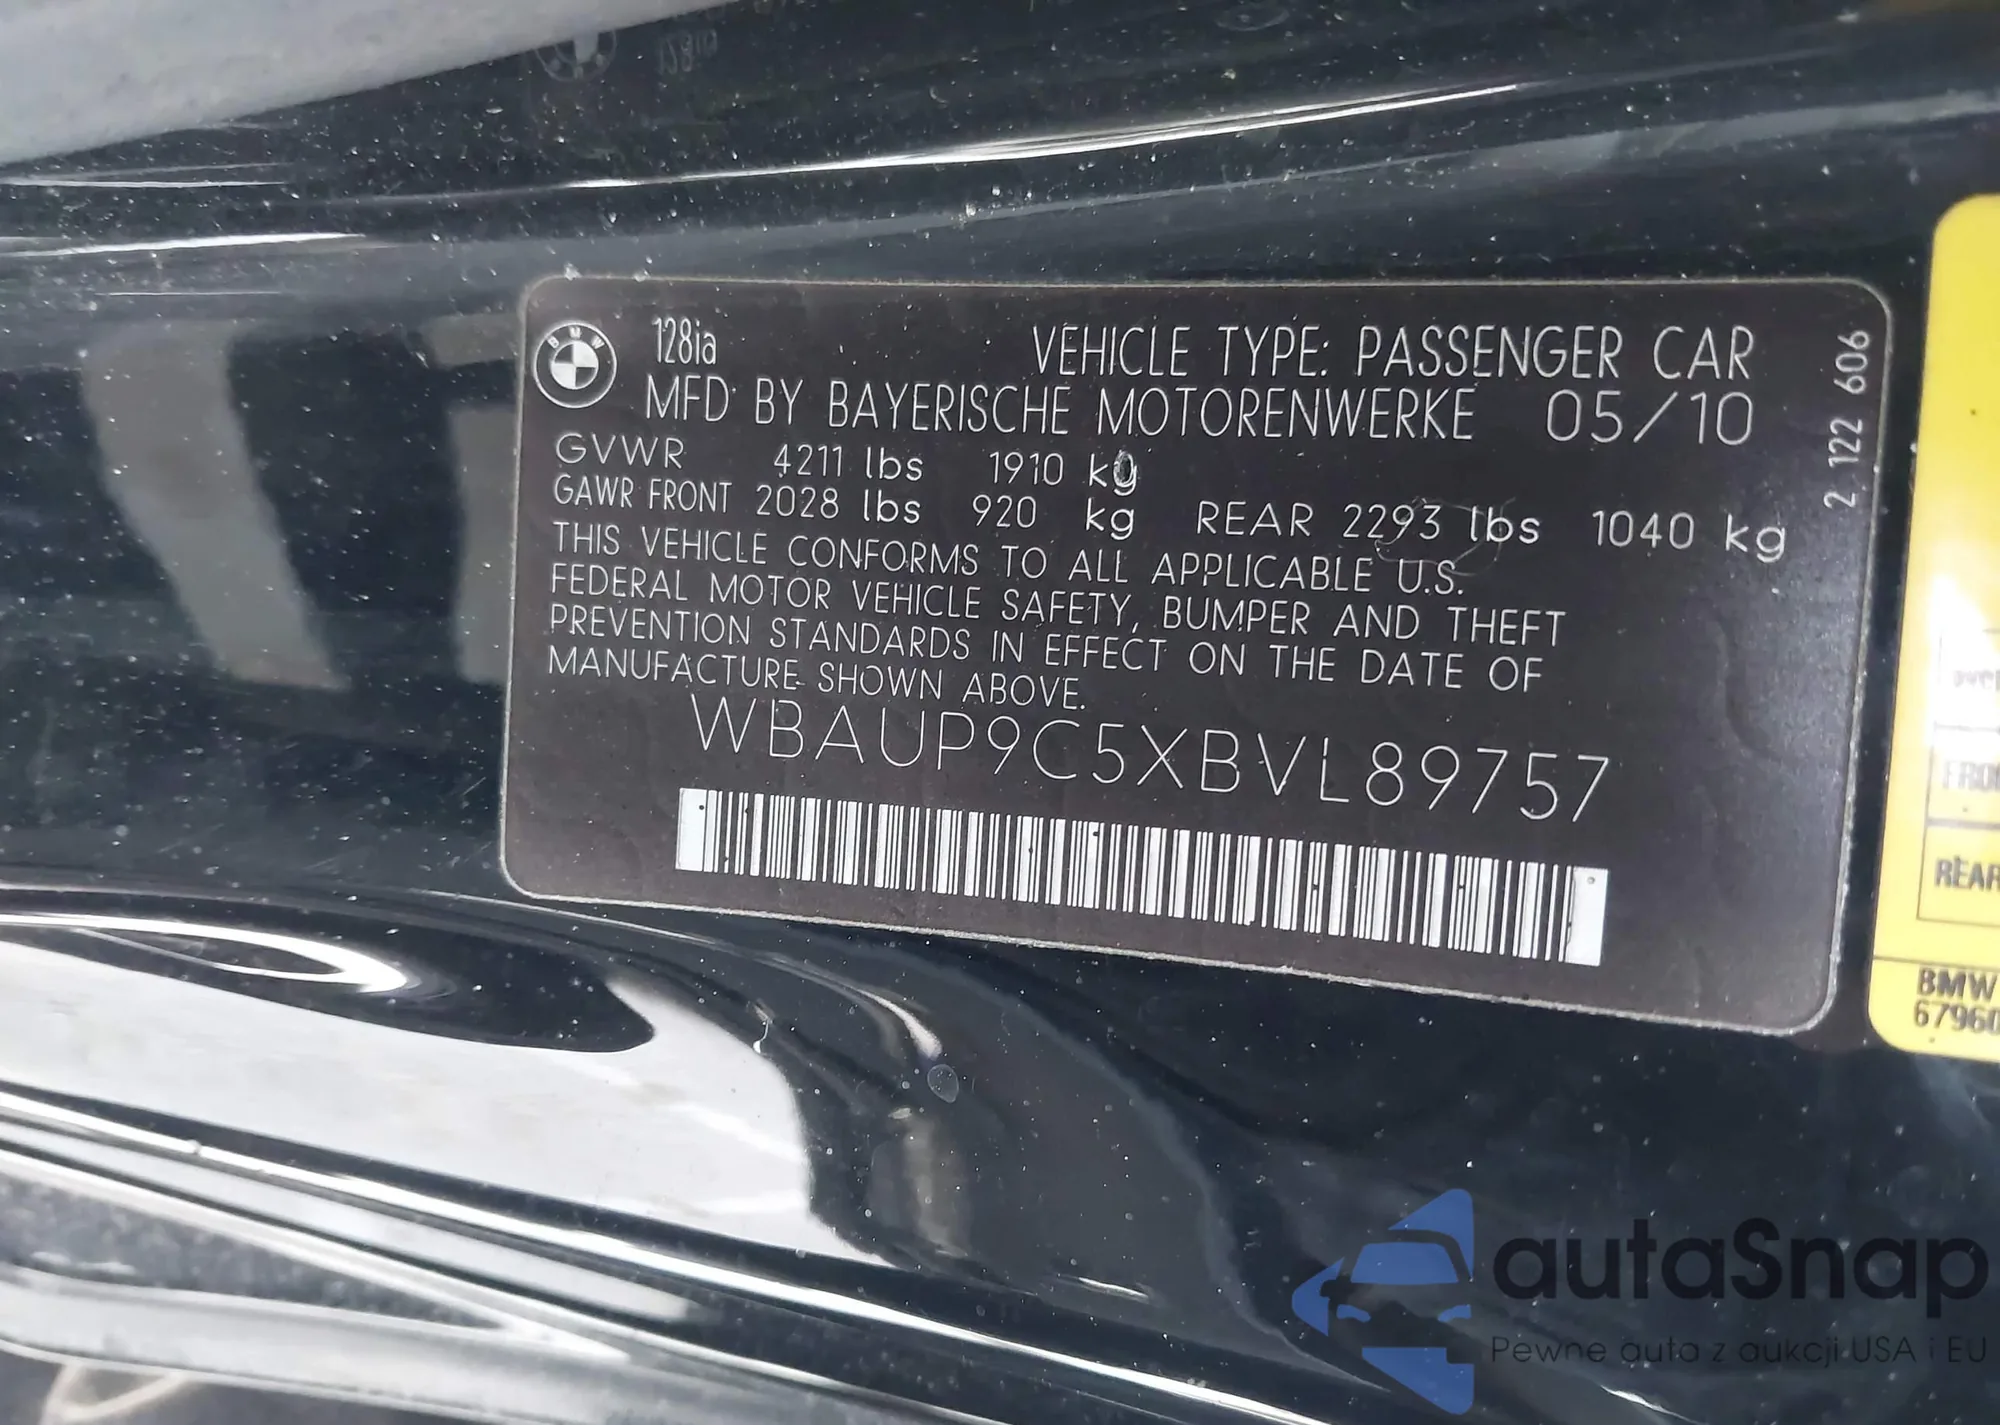 BMW
128ia
VEHICLE TYPE: PASSENGER CAR
MFD BY BAYERISCHE MOTORENWERKE 05/10
GVWR 4211 lbs 1910 kg
GAWR FRONT 2028 lbs 920 kg REAR 2293 lbs 1040 kg
THIS VEHICLE CONFORMS TO ALL APPLICABLE U.S.
FEDERAL MOTOR VEHICLE SAFETY, BUMPER AND THEFT
PREVENTION STANDARDS IN EFFECT ON THE DATE OF
MANUFACTURE SHOWN ABOVE.
WBAUP9C5XBVL89757
2 122 606
REAR
BMW
67960
autaSnap
Pewne auta z aukcji USA i EU